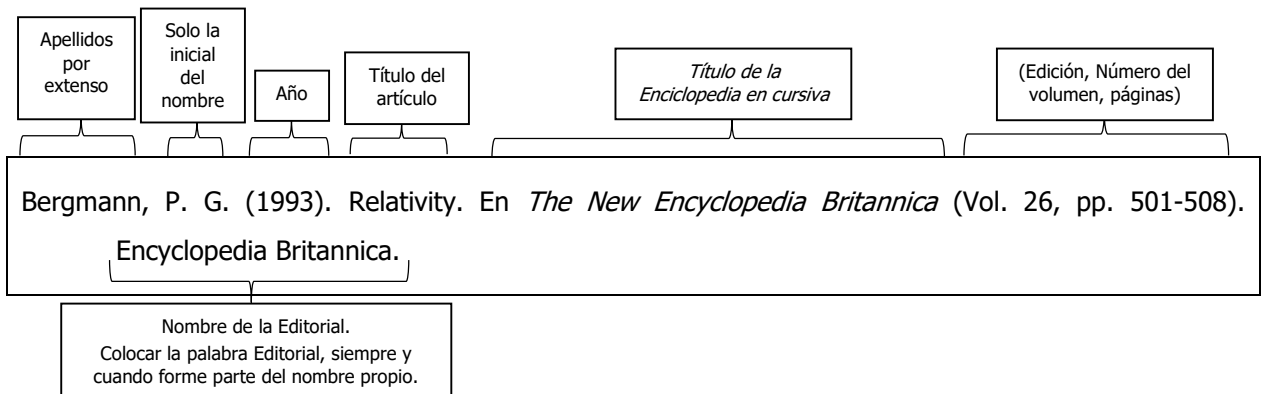 Apellidos
por
extenso
Solo la
inicial
del
nombre
Año
Título del
artículo
Título de la
Enciclopedia en cursiva
(Edición, Número del
volumen, páginas)
Bergmann, P. G. (1993). Relativity. En The New Encyclopedia Britannica (Vol. 26, pp. 501-508).
Encyclopedia Britannica.
Nombre de la Editorial.
Colocar la palabra Editorial, siempre y
cuando forme parte del nombre propio.